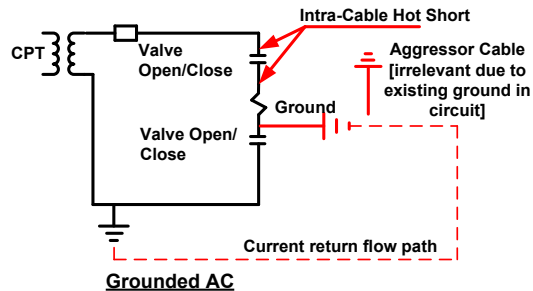 Intra-Cable Hot Short
CPT
Valve
Open/Close
Aggressor Cable
[irrelevant due to
existing ground in
circuit]
Ground
Valve Open/
Close
Current return flow path
Grounded AC